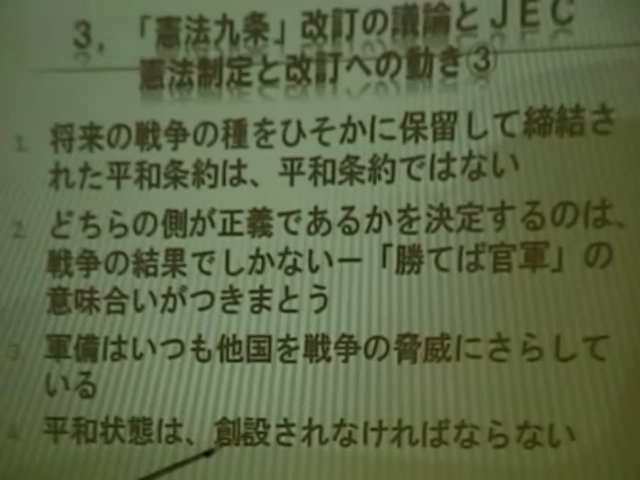 3．「憲法九条」改訂の議論とＪＥＣ
憲法制定と改訂への動き③
1. 将来の戦争の種をひそかに保留して締結さ
れた平和条約は、平和条約ではない
2. どちらの側が正義であるかを決定するのは、
戦争の結果でしかないー「勝てば官軍」の
意味合いがつきまとう
3. 軍備はいつも他国を戦争の脅威にさらして
いる
4. 平和状態は、創設されなければならない